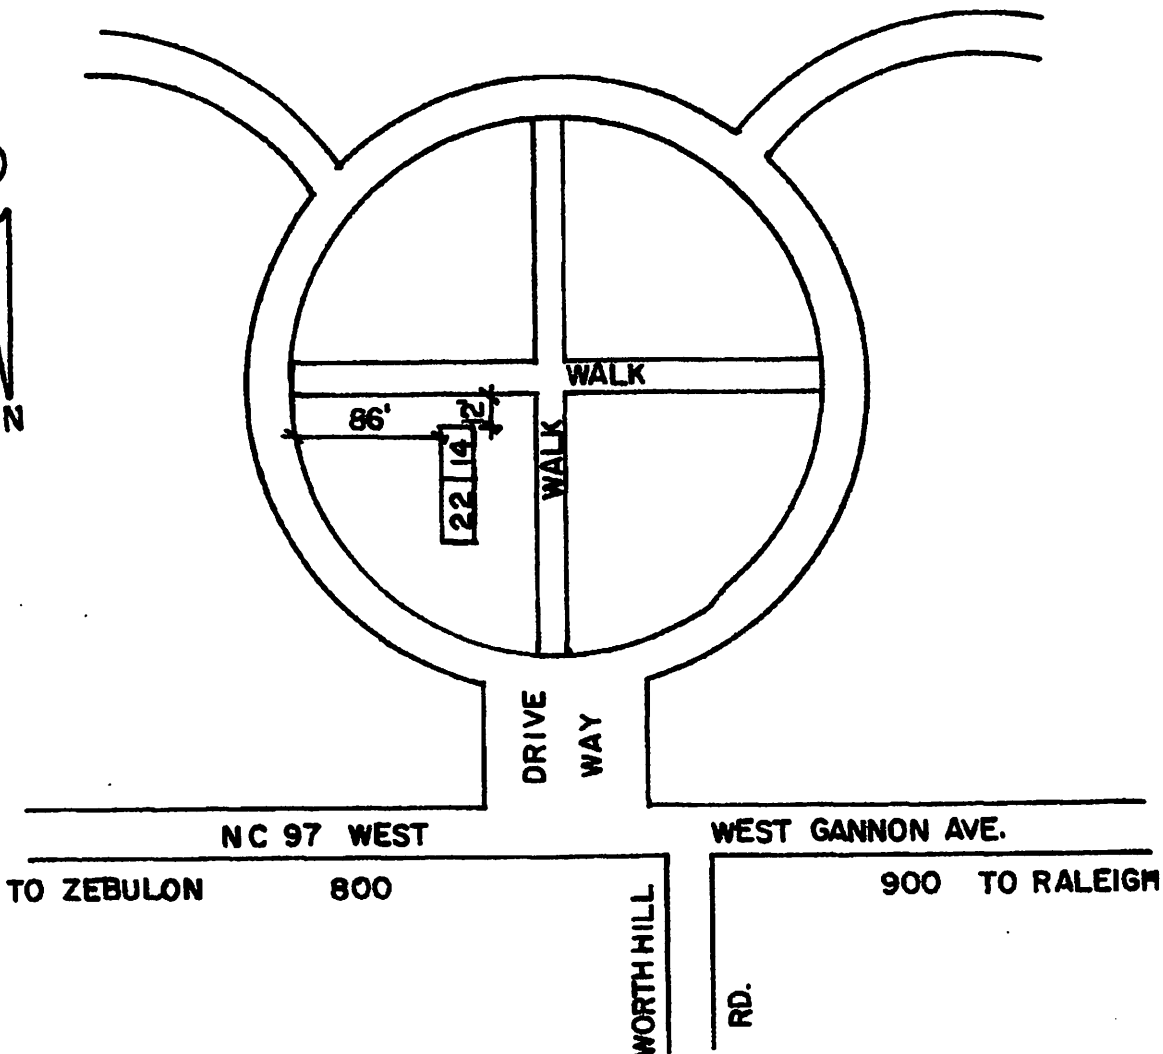 N
WALK
86'
12'
14
22
WALK
DRIVE
WAY
NC 97 WEST
WEST GANNON AVE.
TO ZEBULON
800
900
TO RALEIGH
WORTH HILL
RD.